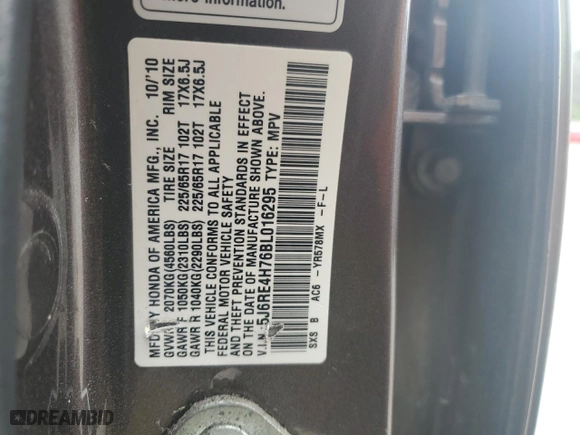 more information.
MFD. BY HONDA OF AMERICA MFG., INC. 10/'10
GVWR 2070KG(4560LBS) TIRE SIZE RIM SIZE
GAWR F 1050KG(2310LBS) 225/65R17 102T 17X6.5J
GAWR R 1040KG(2290LBS) 225/65R17 102T 17X6.5J
THIS VEHICLE CONFORMS TO ALL APPLICABLE
FEDERAL MOTOR VEHICLE SAFETY
AND THEFT PREVENTION STANDARDS IN EFFECT
ON THE DATE OF MANUFACTURE SHOWN ABOVE.
V.I.N.:5J6RE4H76BL016295 TYPE: MPV
SXS B AC6 -YR578MX -F-L
DREAMBID